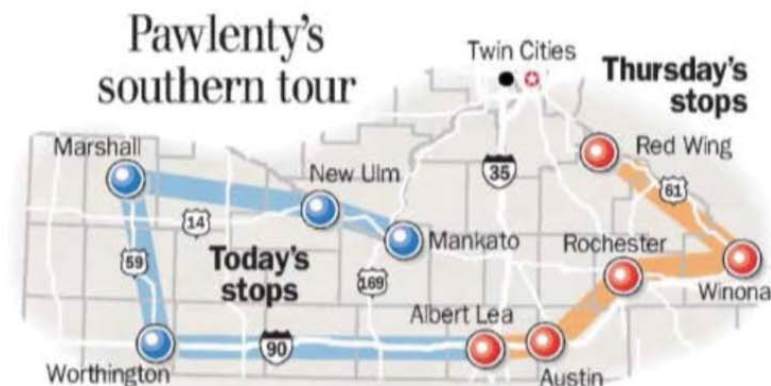 Pawlenty's
southern tour
Twin Cities
Thursday's
stops
Marshall
New Ulm
35
Red Wing
61
14
59
Today's
stops
Mankato
Rochester
169
Winona
Albert Lea
90
Worthington
Austin